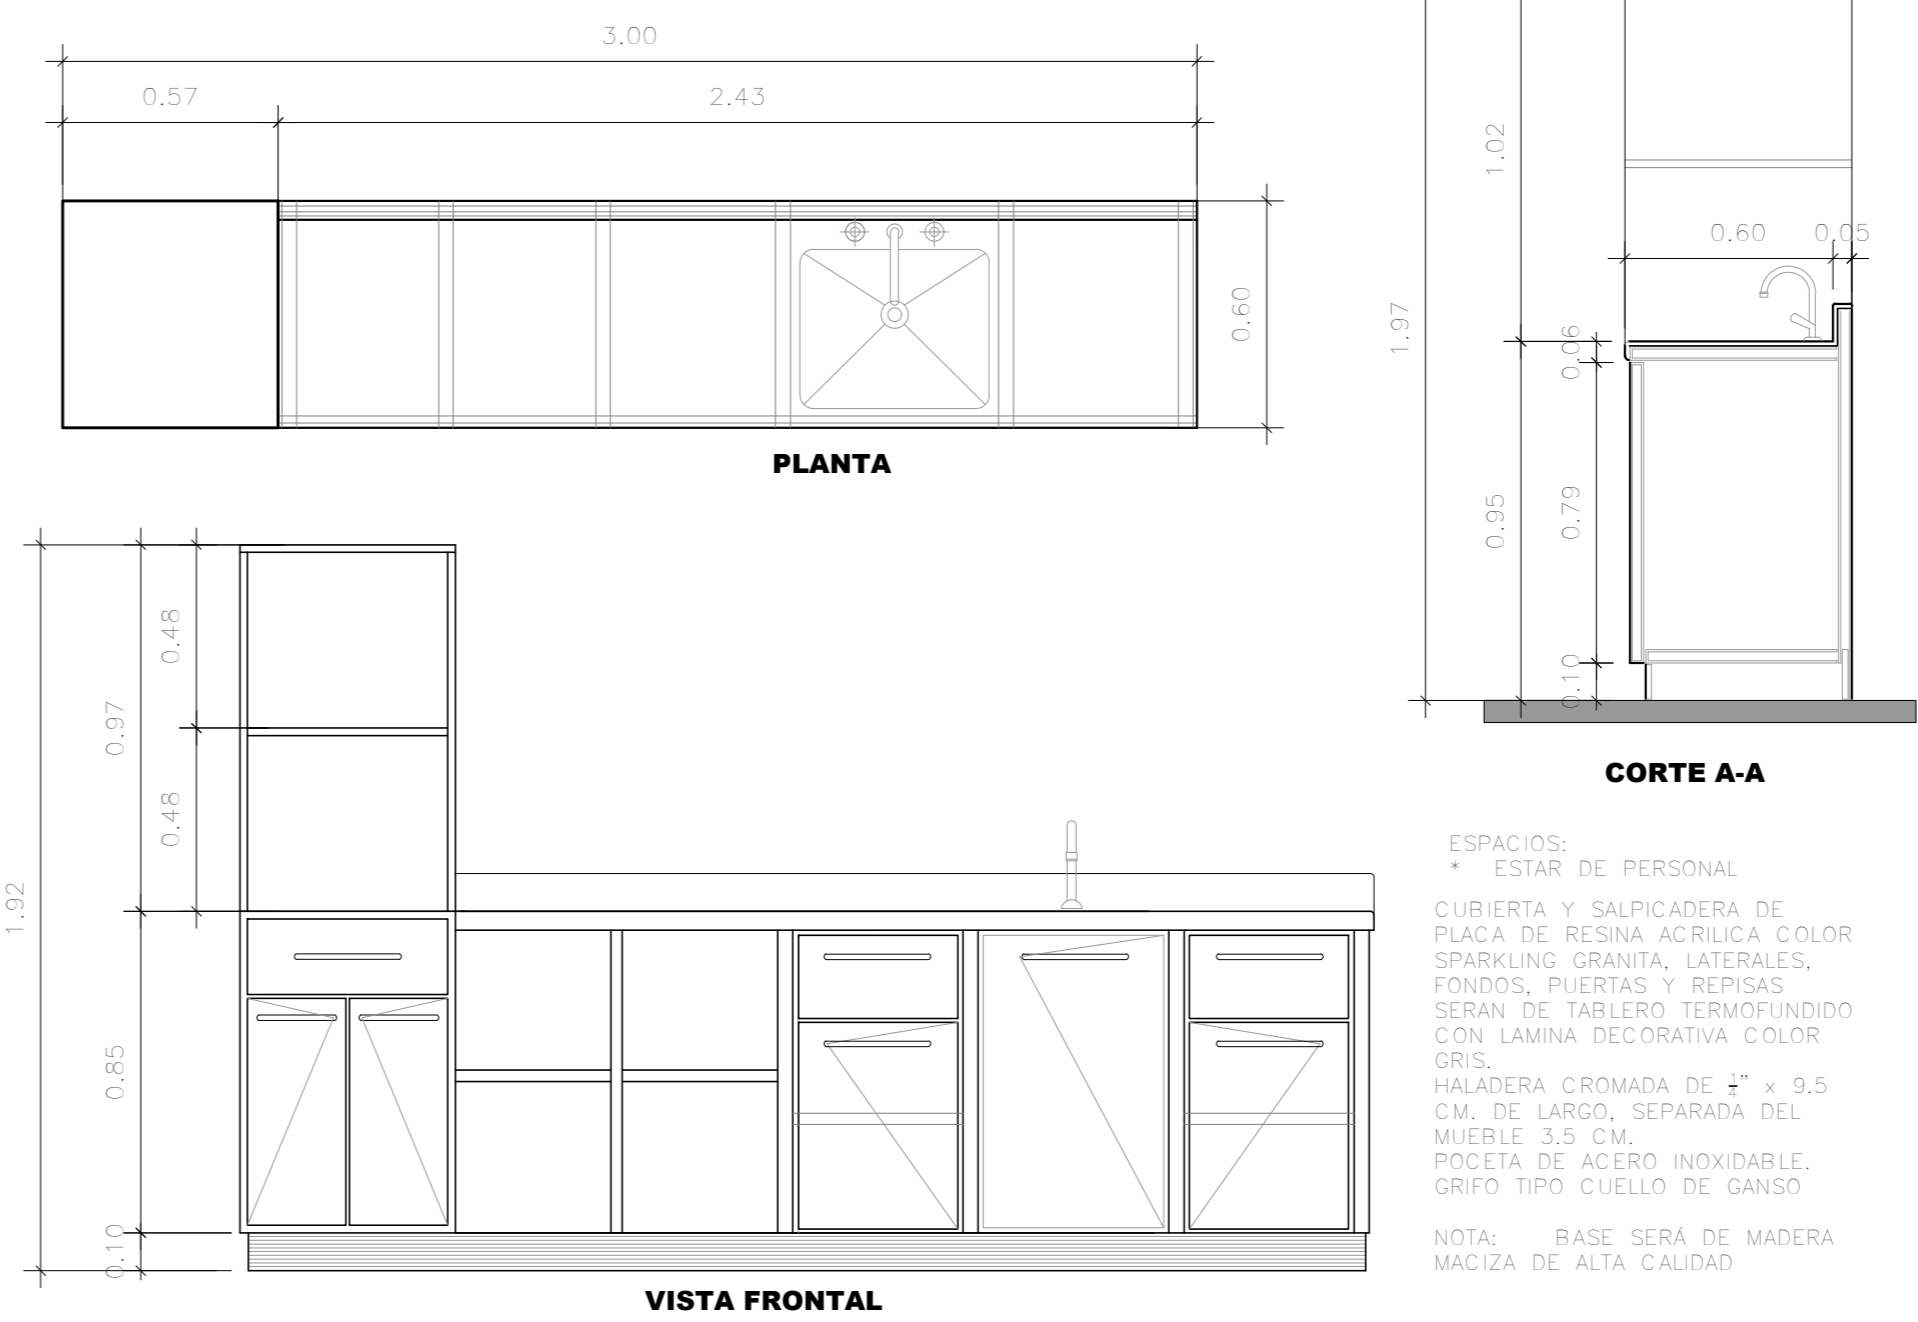 3.00
0.57
2.43
0.60
PLANTA
1.02
1.97
0.60
0.05
0.06
0.79
0.95
0.10
CORTE A-A
0.48
0.97
0.48
1.92
0.85
0.10
VISTA FRONTAL
ESPACIOS:
* ESTAR DE PERSONAL
CUBIERTA Y SALPICADERA DE
PLACA DE RESINA ACRILICA COLOR
SPARKLING GRANITA, LATERALES,
FONDOS, PUERTAS Y REPISAS
SERAN DE TABLERO TERMOFUNDIDO
CON LAMINA DECORATIVA COLOR
GRIS.
HALADERA CROMADA DE 1/4" x 9.5
CM. DE LARGO, SEPARADA DEL
MUEBLE 3.5 CM.
POCETA DE ACERO INOXIDABLE.
GRIFO TIPO CUELLO DE GANSO
NOTA: BASE SERÁ DE MADERA
MACIZA DE ALTA CALIDAD